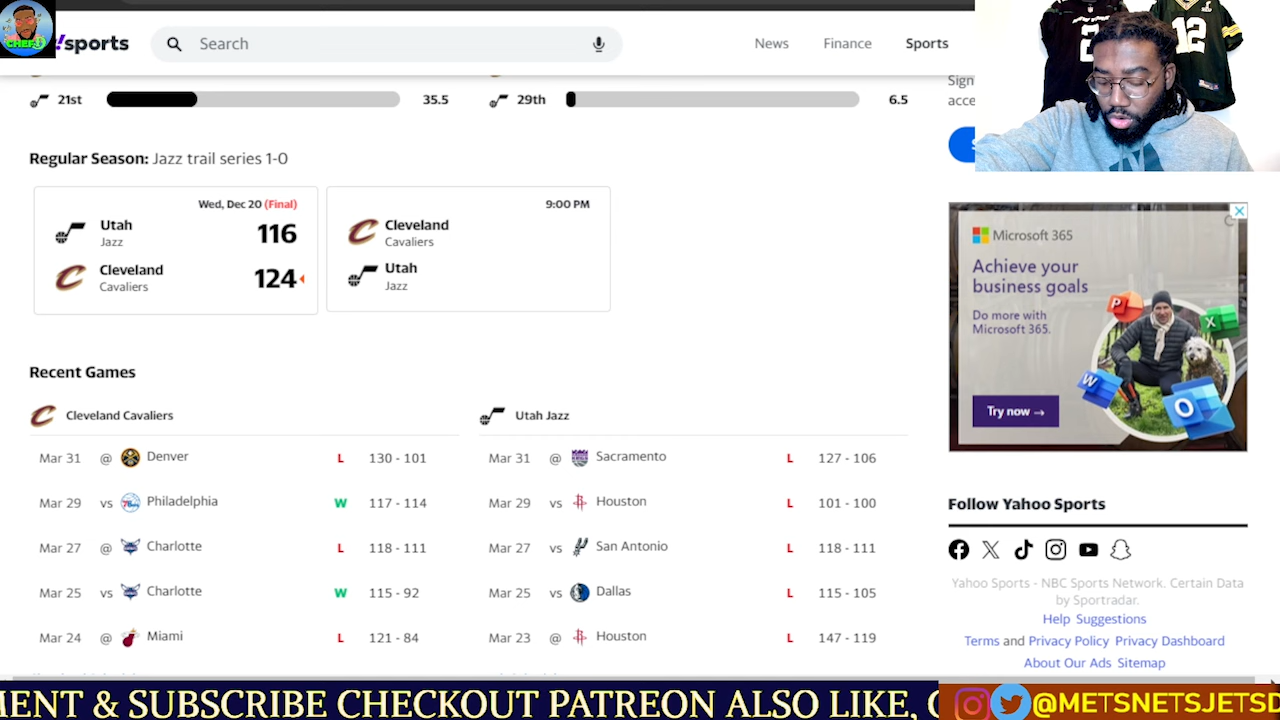 CHEF
y!sports
Search
News
Finance
Sports
21st
35.5
29th
6.5
Sign
acce
Regular Season: Jazz trail series 1-0
Wed, Dec 20 (Final)
Utah
Jazz
116
Cleveland
Cavaliers
124
9:00 PM
Cleveland
Cavaliers
Utah
Jazz
2
12
Microsoft 365
Achieve your
business goals
Do more with
Microsoft 365.
Try now →
P
X
W
O
Recent Games
Cleveland Cavaliers
Mar 31 @ Denver L 130 - 101
Mar 29 vs Philadelphia W 117 - 114
Mar 27 @ Charlotte L 118 - 111
Mar 25 vs Charlotte W 115 - 92
Mar 24 @ Miami L 121 - 84
Utah Jazz
Mar 31 @ Sacramento L 127 - 106
Mar 29 vs Houston L 101 - 100
Mar 27 vs San Antonio L 118 - 111
Mar 25 vs Dallas L 115 - 105
Mar 23 @ Houston L 147 - 119
Follow Yahoo Sports
Yahoo Sports - NBC Sports Network. Certain Data
by Sportradar.
Help Suggestions
Terms and Privacy Policy Privacy Dashboard
About Our Ads Sitemap
MENT & SUBSCRIBE CHECKOUT PATREON ALSO LIKE, C
@METSNETSJETSD